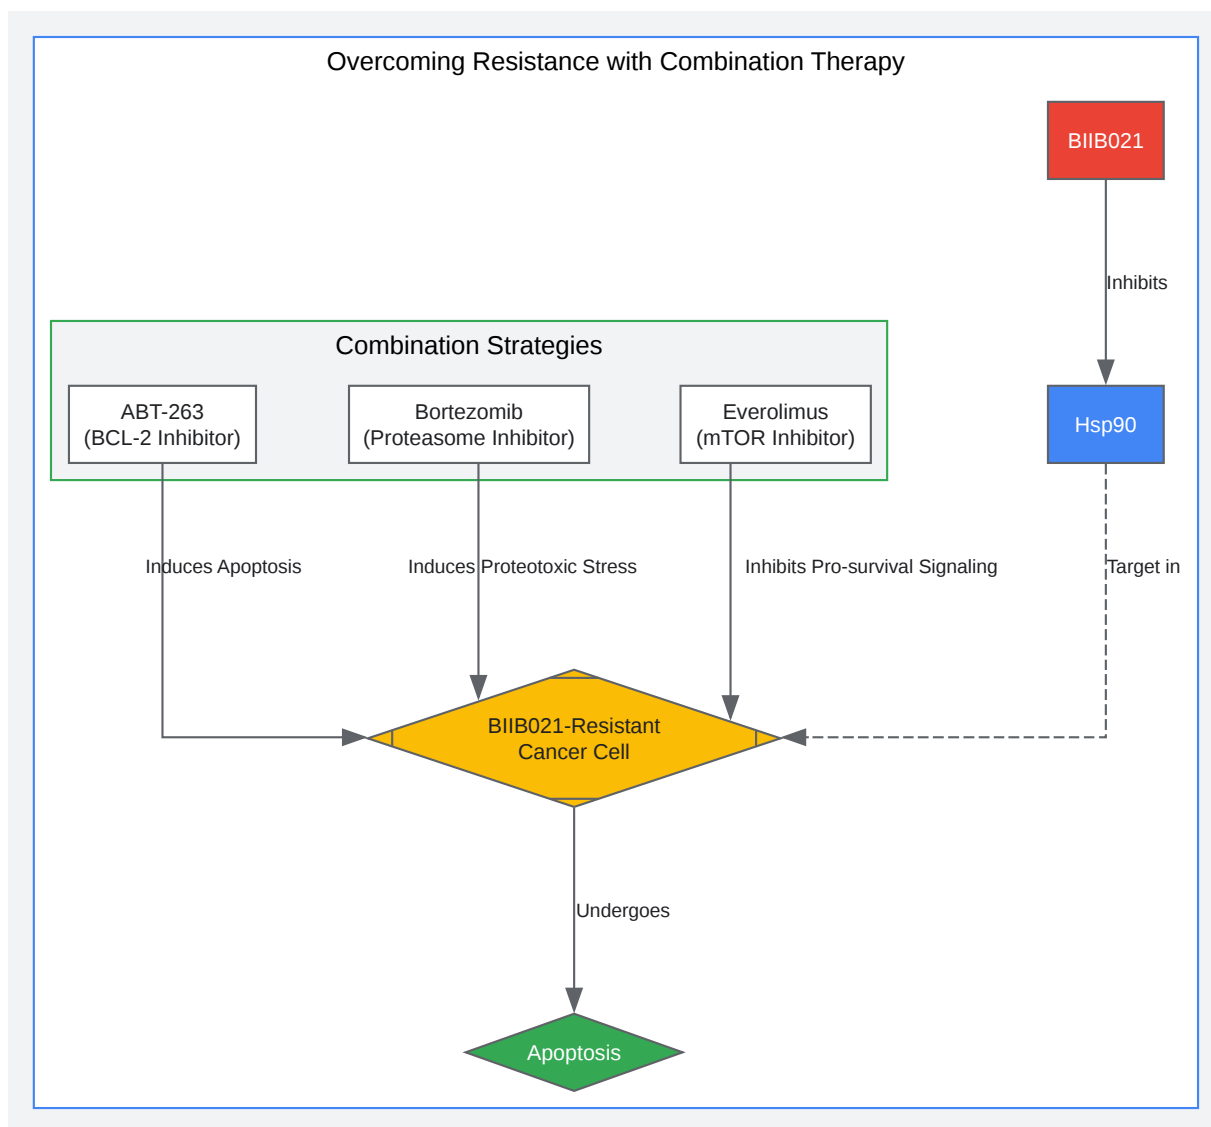 Overcoming Resistance with Combination Therapy
BIIB021
Inhibits
Combination Strategies
ABT-263
(BCL-2 Inhibitor)
Bortezomib
(Proteasome Inhibitor)
Everolimus
(mTOR Inhibitor)
Hsp90
Induces Apoptosis
Induces Proteotoxic Stress
Inhibits Pro-survival Signaling
Target in
BIIB021-Resistant
Cancer Cell
Undergoes
Apoptosis